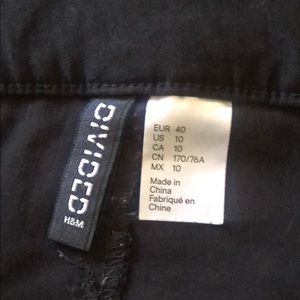 DIVIDED
H&M
EUR 40
US 10
CA 10
CN 170/76A
MX 10
Made in
China
Fabriqué en
Chine